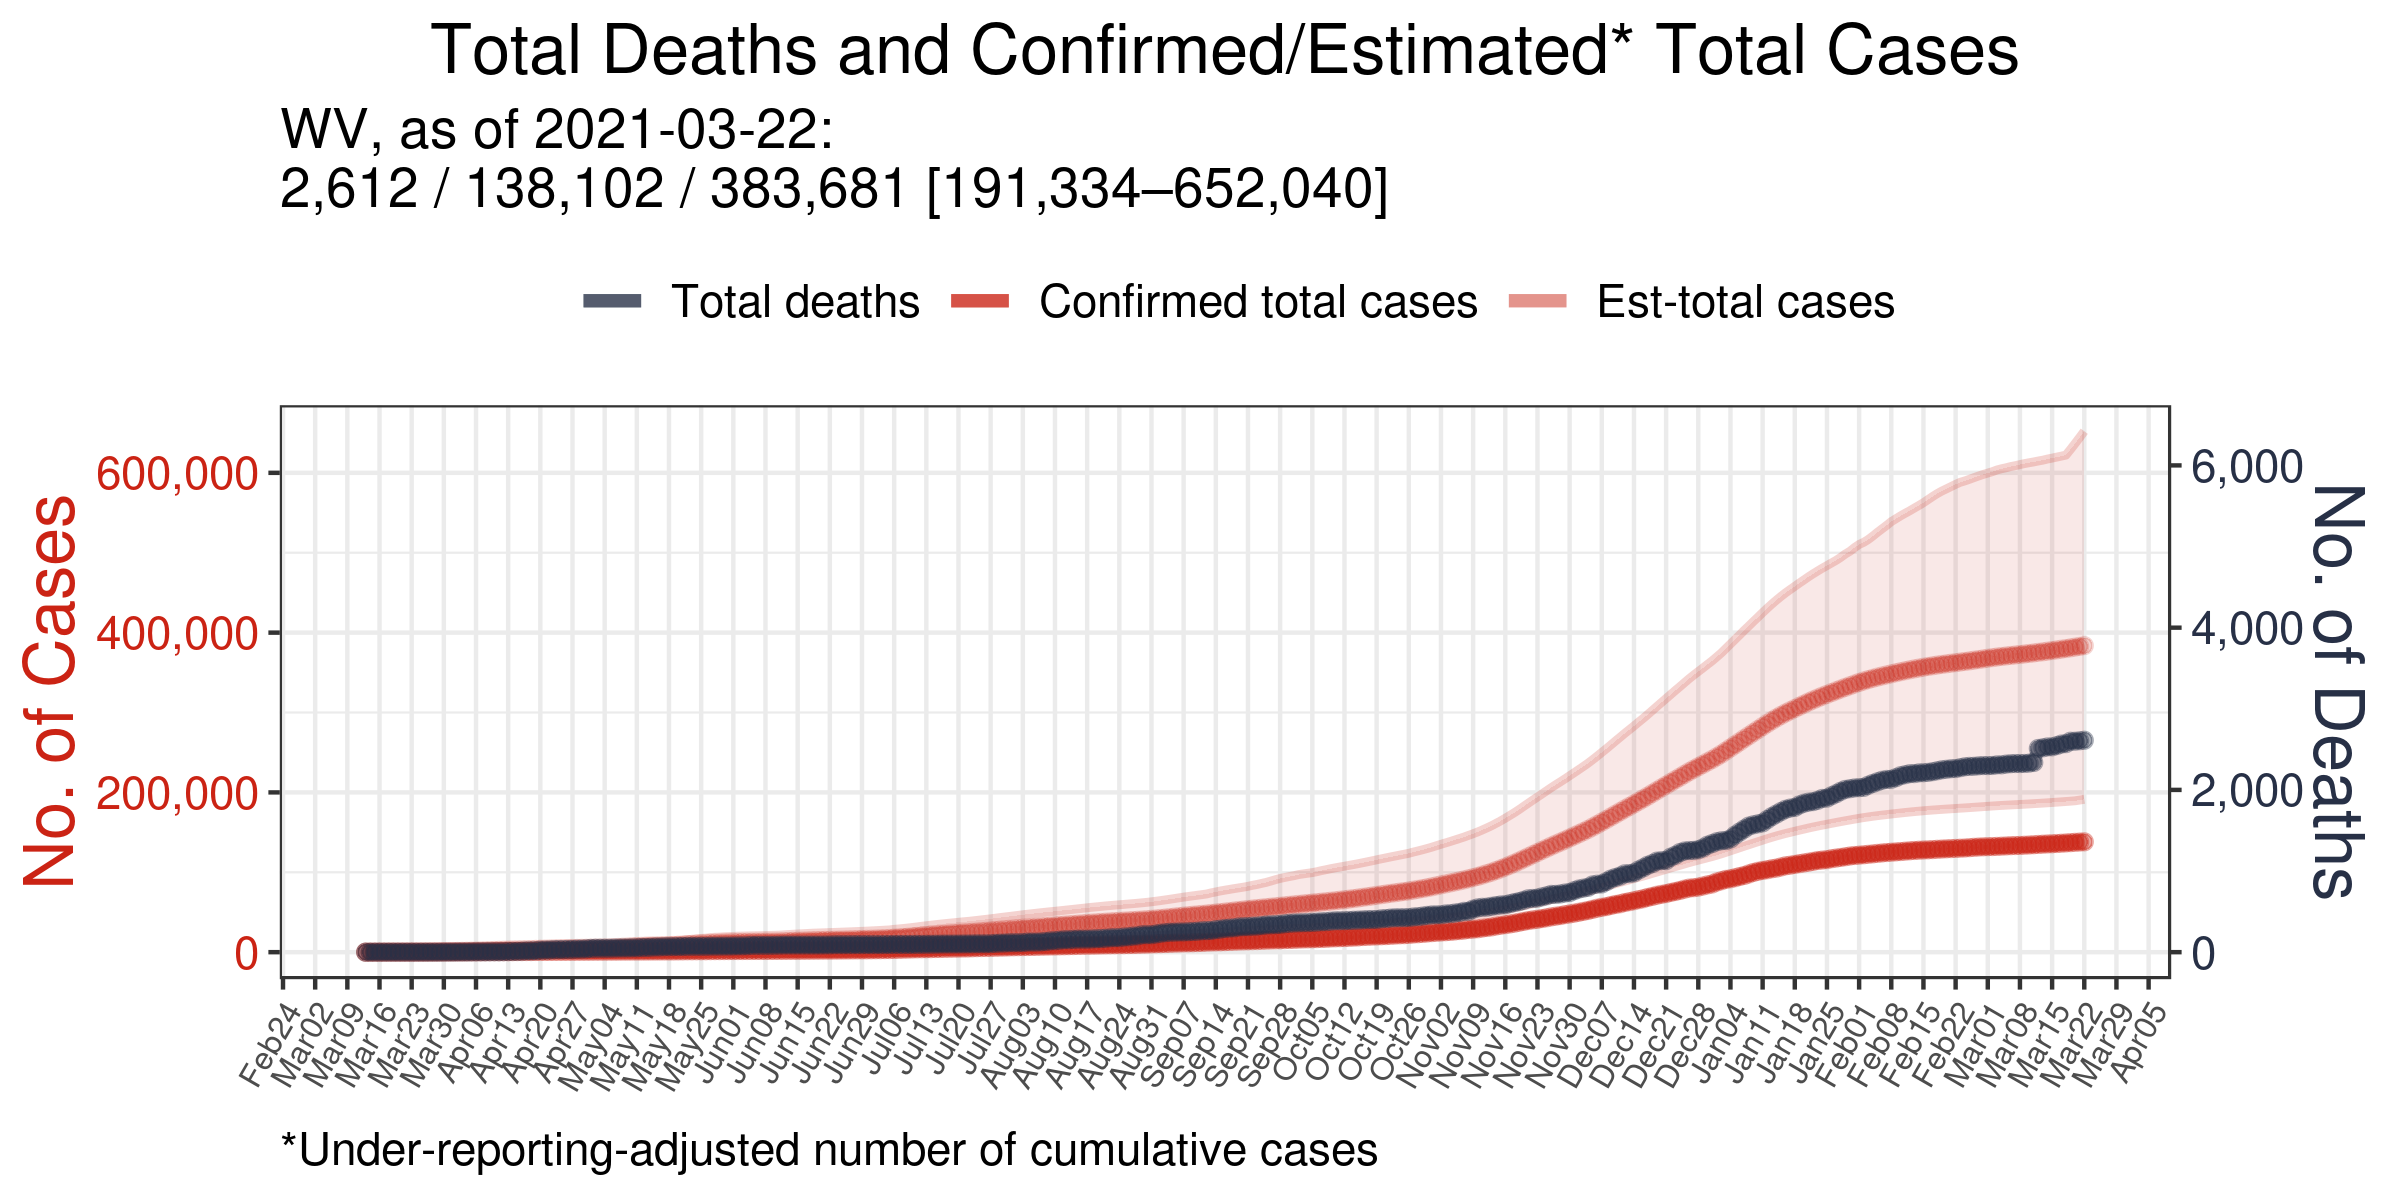 Total Deaths and Confirmed/Estimated* Total Cases
WV, as of 2021-03-22:
2,612 / 138,102 / 383,681 [191,334–652,040]
Total deaths
Confirmed total cases
Est-total cases
No. of Cases
600,000
400,000
200,000
0
6,000
4,000
2,000
0
No. of Deaths
Feb24
Mar02
Mar09
Mar16
Mar23
Mar30
Apr06
Apr13
Apr20
Apr27
May04
May11
May18
May25
Jun01
Jun08
Jun15
Jun22
Jun29
Jul06
Jul13
Jul20
Jul27
Aug03
Aug10
Aug17
Aug24
Aug31
Sep07
Sep14
Sep21
Sep28
Oct05
Oct12
Oct19
Oct26
Nov02
Nov09
Nov16
Nov23
Nov30
Dec07
Dec14
Dec21
Dec28
Jan04
Jan11
Jan18
Jan25
Feb01
Feb08
Feb15
Feb22
Mar01
Mar08
Mar15
Mar22
Mar29
Apr05
*Under-reporting-adjusted number of cumulative cases